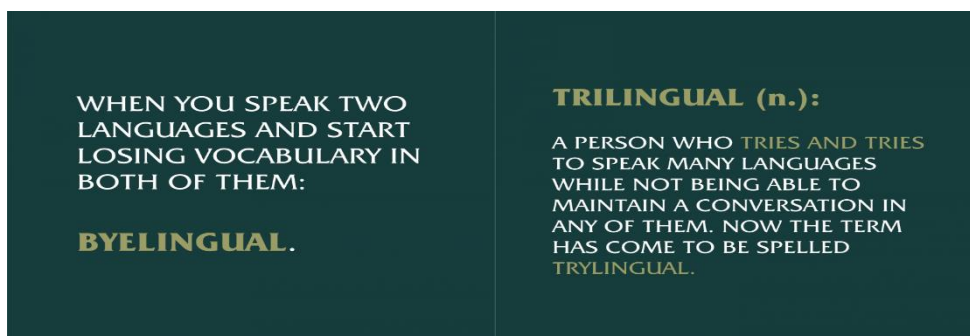 WHEN YOU SPEAK TWO
LANGUAGES AND START
LOSING VOCABULARY IN
BOTH OF THEM:
BYELINGUAL.
TRILINGUAL (n.):
A PERSON WHO TRIES AND TRIES
TO SPEAK MANY LANGUAGES
WHILE NOT BEING ABLE TO
MAINTAIN A CONVERSATION IN
ANY OF THEM. NOW THE TERM
HAS COME TO BE SPELLED
TRYLINGUAL.